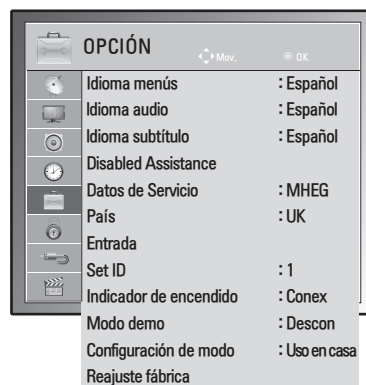 OPCIÓN Mov. OK
Idioma menús : Español
Idioma audio : Español
Idioma subtítulo : Español
Disabled Assistance
Datos de Servicio : MHEG
País : UK
Entrada
Set ID : 1
Indicador de encendido : Conex
Modo demo : Descon
Configuración de modo : Uso en casa
Reajuste fábrica